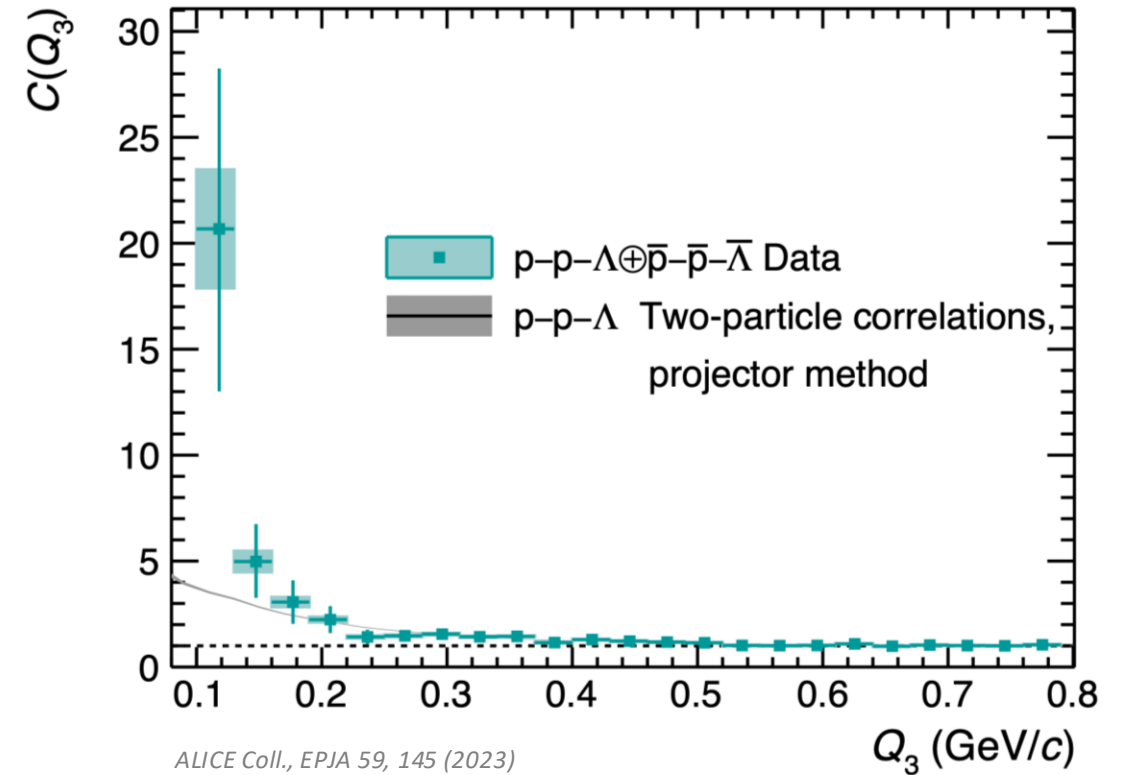 C(Q₃)
30
25
20
15
10
5
0
p–p–Λ⊕p̅–p̅–Λ̅ Data
p–p–Λ Two-particle correlations,
projector method
0.1 0.2 0.3 0.4 0.5 0.6 0.7 0.8
Q₃ (GeV/c)
ALICE Coll., EPJA 59, 145 (2023)